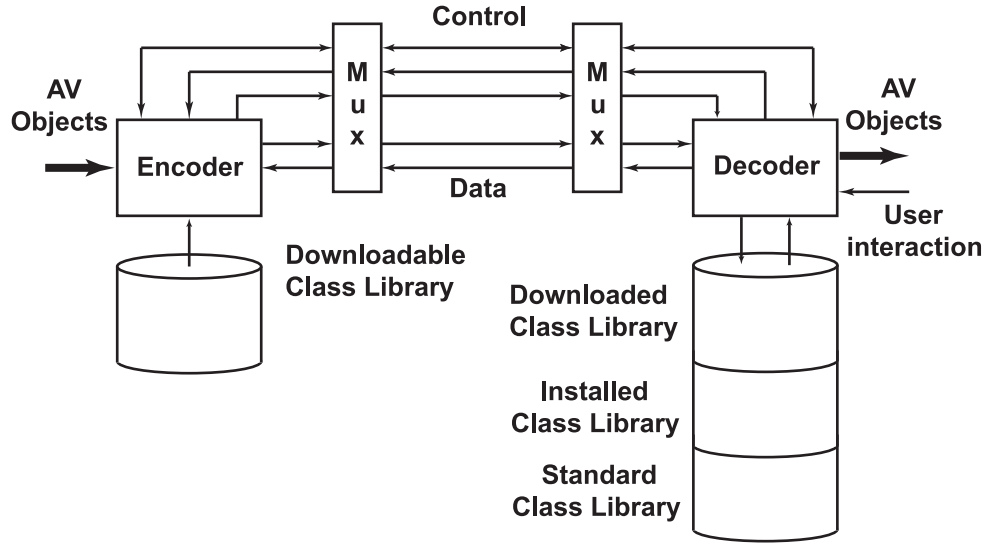 Control
AV
Objects
M
u
x
M
u
x
AV
Objects
Encoder
Decoder
Data
User
interaction
Downloadable
Class Library
Downloaded
Class Library
Installed
Class Library
Standard
Class Library